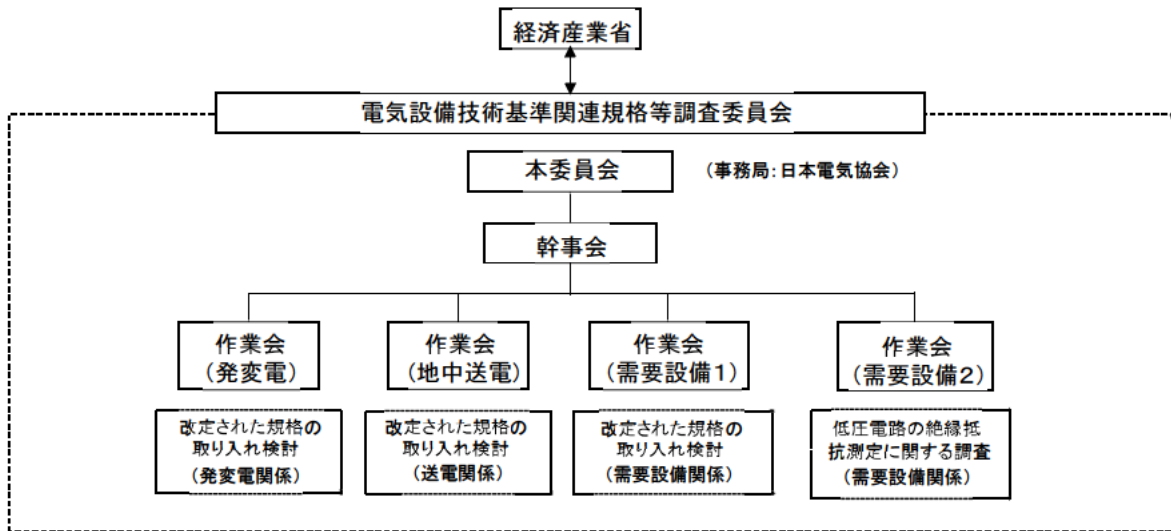 経済産業省
電気設備技術基準関連規格等調査委員会
本委員会
(事務局:日本電気協会)
幹事会
作業会
(発変電)
作業会
(地中送電)
作業会
(需要設備1)
作業会
(需要設備2)
改定された規格の
取り入れ検討
(発変電関係)
改定された規格の
取り入れ検討
(送電関係)
改定された規格の
取り入れ検討
(需要設備関係)
低圧電路の絶縁抵
抗測定に関する調査
(需要設備関係)